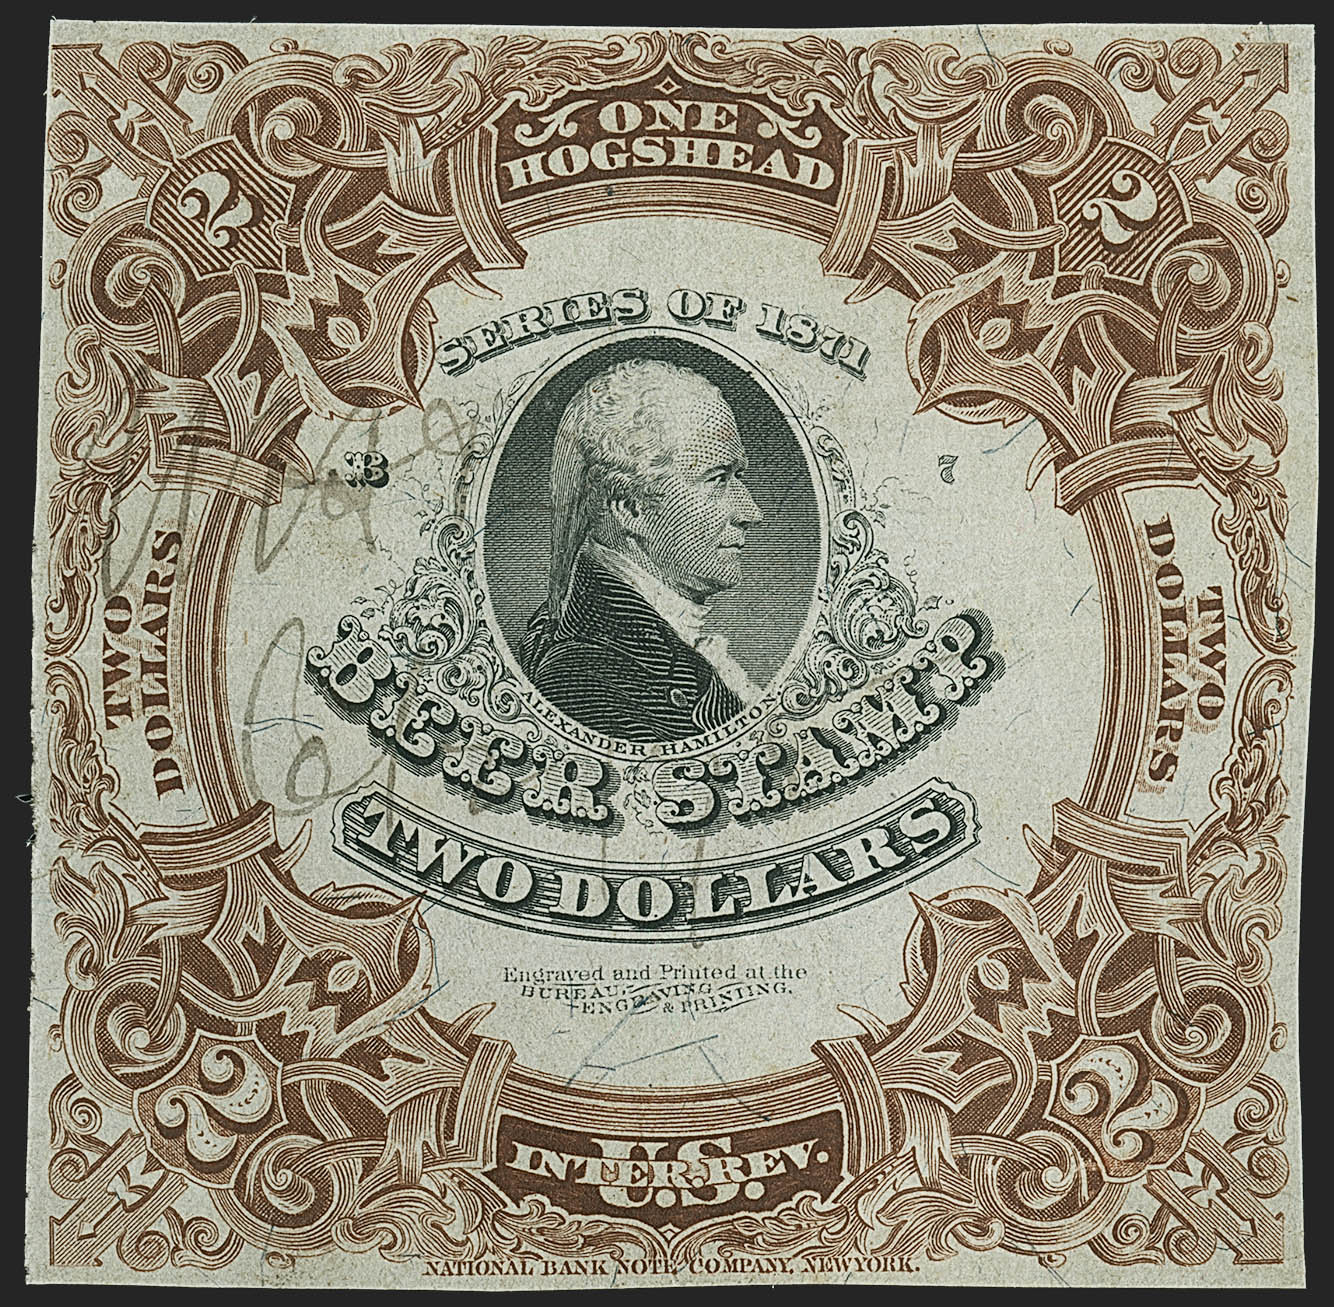 ONE
HOGSHEAD
2 2
SERIES OF 1871
B 7
TWO
DOLLARS
TWO
DOLLARS
ALEXANDER HAMILTON
BEER STAMP
TWO DOLLARS
Engraved and Printed at the
BUREAU, ENGRAVING
& PRINTING.
2 2
U.S.
INTER. REV.
NATIONAL BANK NOTE COMPANY, NEW YORK.